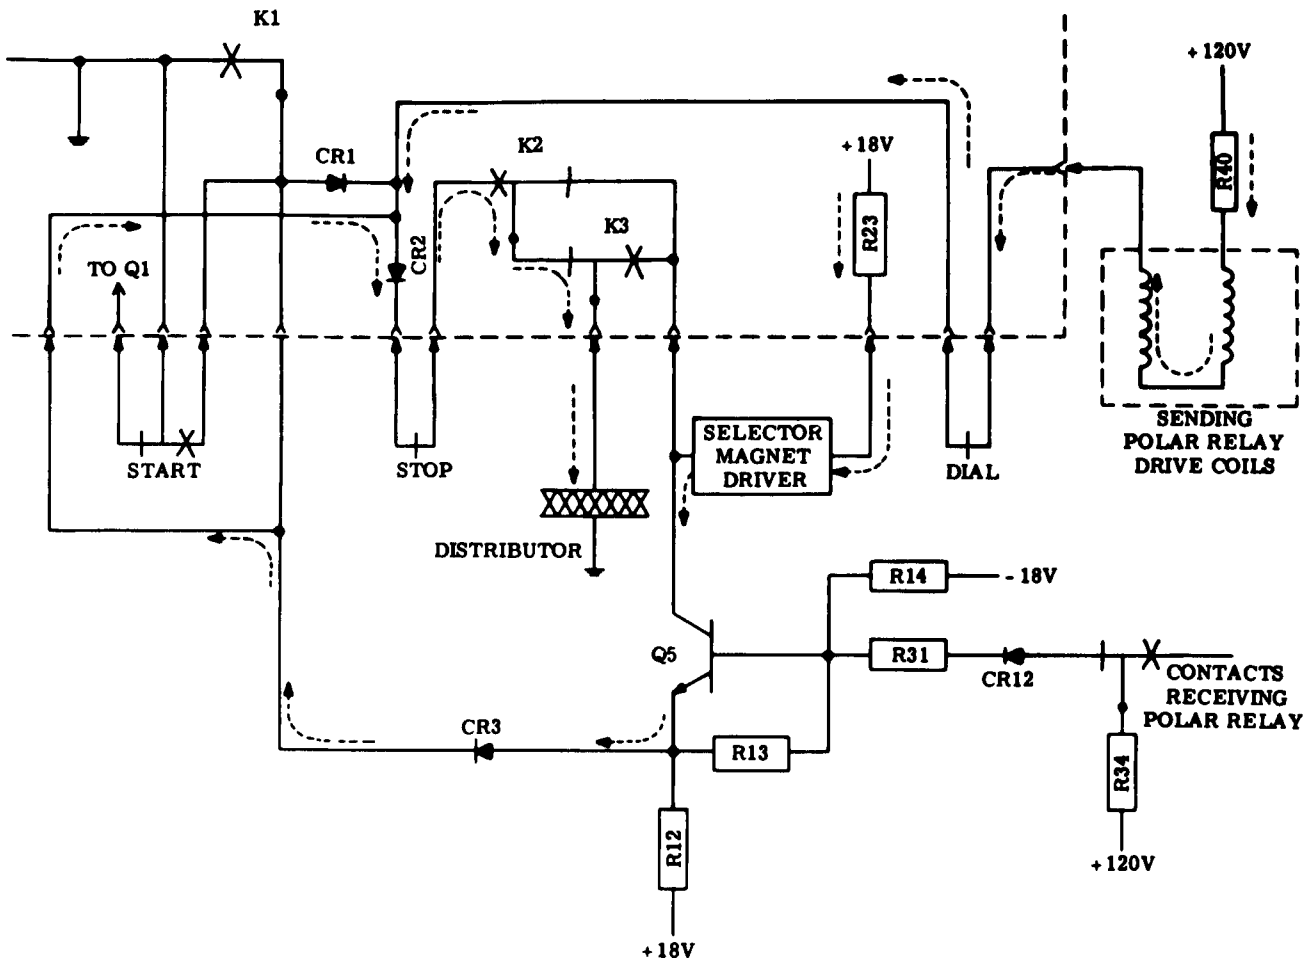 K1
+120V
K2
+18V
CR1
R40
K3
R23
CR2
TO Q1
START
STOP
SELECTOR
MAGNET
DRIVER
DIAL
SENDING
POLAR RELAY
DRIVE COILS
DISTRIBUTOR
R14
- 18V
Q5
R31
CR12
CONTACTS
RECEIVING
POLAR RELAY
CR3
R13
R34
R12
+120V
+18V